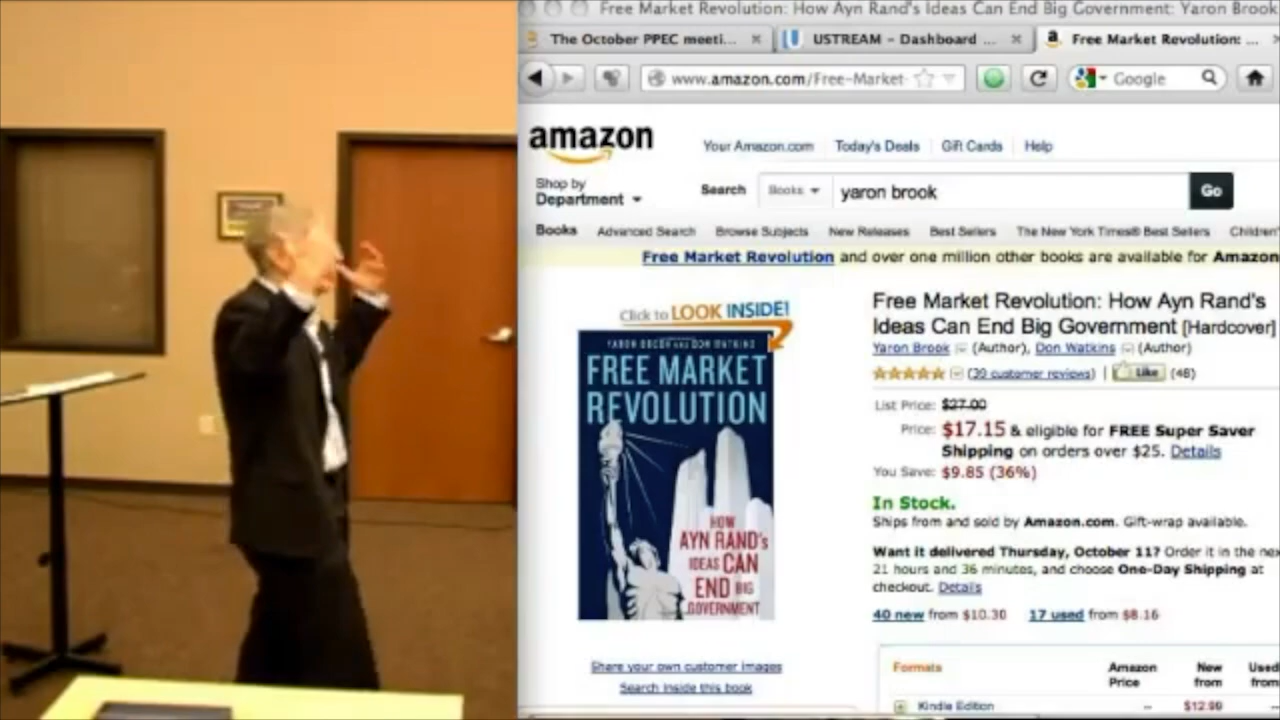 Free Market Revolution: How Ayn Rand's Ideas Can End Big Government: Yaron Brook
The October PPEC meeti...
USTREAM - Dashboard ...
Free Market Revolution: ...
www.amazon.com/Free-Market
Google
amazon
Your Amazon.com Today's Deals Gift Cards Help
Shop by
Department
Search Books yaron brook Go
Books Advanced Search Browse Subjects New Releases Best Sellers The New York Times® Best Sellers Children'
Free Market Revolution and over one million other books are available for Amazon
Click to LOOK INSIDE!
YARON BROOK AND DON WATKINS
FREE MARKET
REVOLUTION
HOW
AYN RAND's
IDEAS CAN
END BIG
GOVERNMENT
Share your own customer images
Search inside this book
Free Market Revolution: How Ayn Rand's
Ideas Can End Big Government [Hardcover]
Yaron Brook (Author), Don Watkins (Author)
(39 customer reviews) | Like (48)
List Price: $27.00
Price: $17.15 & eligible for FREE Super Saver
Shipping on orders over $25. Details
You Save: $9.85 (36%)
In Stock.
Ships from and sold by Amazon.com. Gift-wrap available.
Want it delivered Thursday, October 11? Order it in the nex
21 hours and 36 minutes, and choose One-Day Shipping at
checkout. Details
40 new from $10.30 17 used from $8.16
Formats Amazon
Price New
from Used
from
Kindle Edition -- $12.99 --